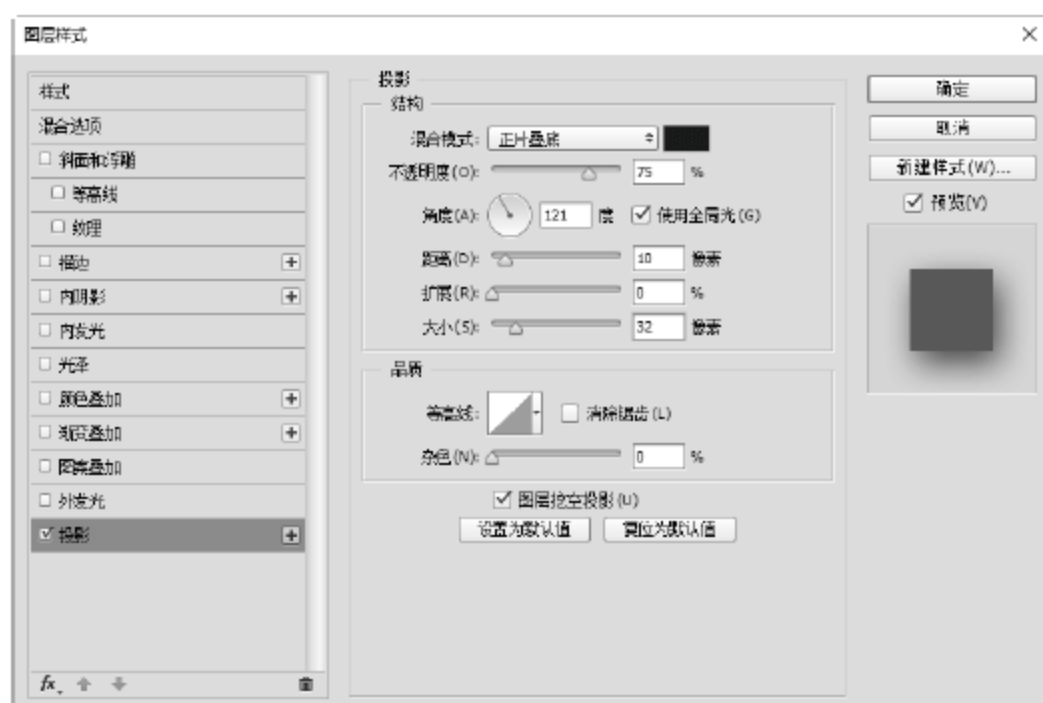 图层样式
样式
混合选项
斜面和浮雕
等高线
纹理
描边
内阴影
内发光
光泽
颜色叠加
渐变叠加
图案叠加
外发光
投影
fx
投影
结构
混合模式: 正片叠底
不透明度(O): 75 %
角度(A): 121 度 使用全局光(G)
距离(D): 10 像素
扩展(R): 0 %
大小(S): 32 像素
品质
等高线: 消除锯齿(L)
杂色(N): 0 %
图层挖空投影(U)
设置为默认值 复位为默认值
确定
取消
新建样式(W)...
预览(V)